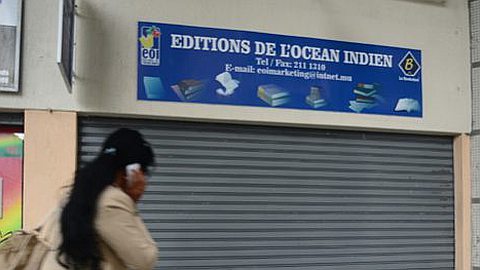 EDITIONS DE L'OCEAN INDIEN
Tel / Fax: 211 1310
E-mail: eoimarketing@intnet.mu
eoi
B